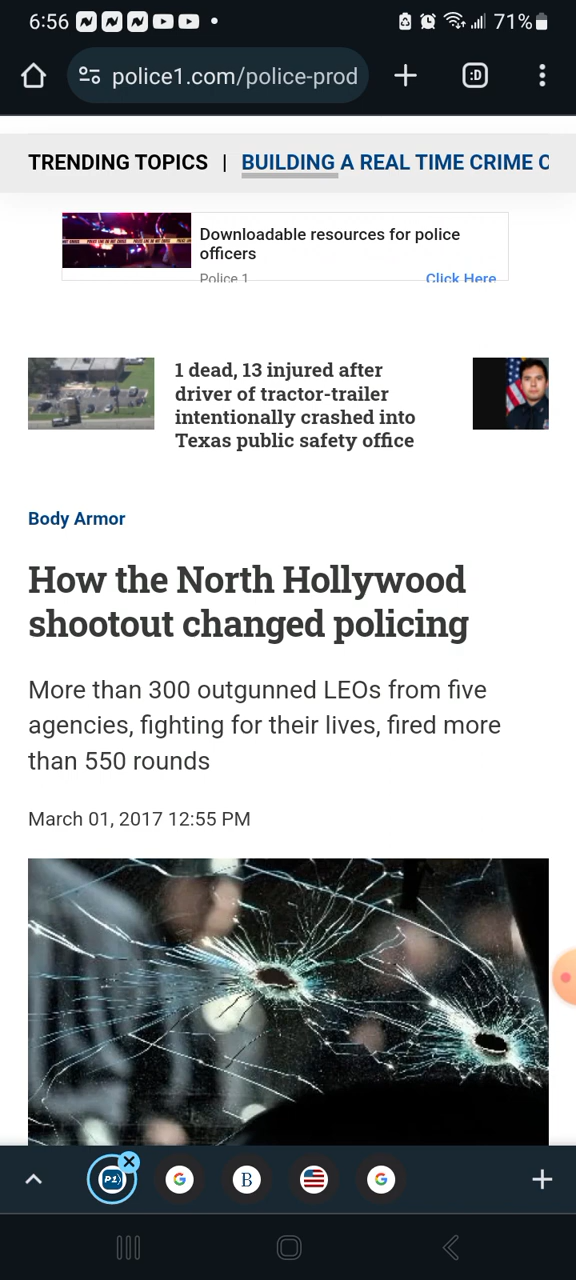 6:56
71%
police1.com/police-prod
:D
TRENDING TOPICS | BUILDING A REAL TIME CRIME C
Downloadable resources for police
officers
Police 1
Click Here
1 dead, 13 injured after
driver of tractor-trailer
intentionally crashed into
Texas public safety office
Body Armor
How the North Hollywood
shootout changed policing
More than 300 outgunned LEOs from five
agencies, fighting for their lives, fired more
than 550 rounds
March 01, 2017 12:55 PM
P1
G
B
G